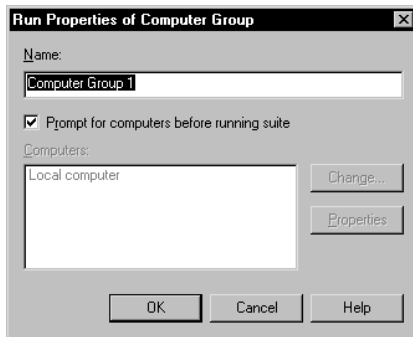 Run Properties of Computer Group
Name:
Computer Group 1
Prompt for computers before running suite
Computers:
Local computer
Change...
Properties
OK
Cancel
Help